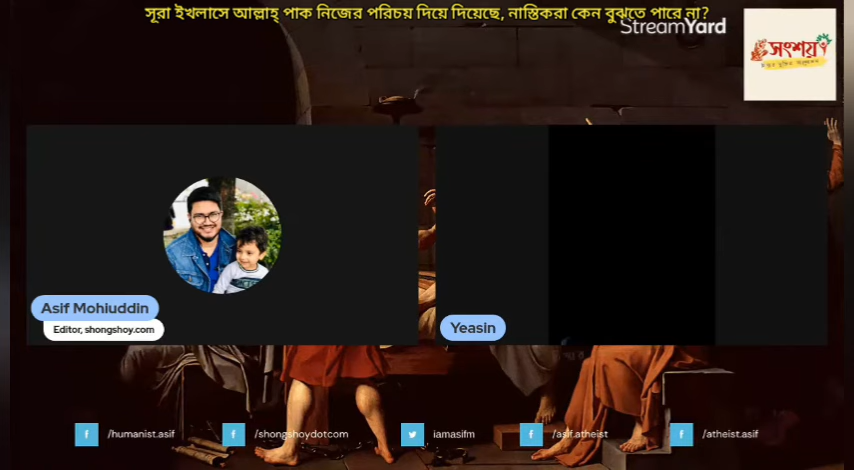 সূরা ইখলাসে আল্লাহ্ পাক নিজের পরিচয় দিয়ে দিয়েছে, নাস্তিকরা কেন বুঝতে পারে না?
StreamYard
সংশয়
Asif Mohiuddin
Editor, shongshoy.com
Yeasin
/humanist.asif
/shongshoydotcom
iamasifm
/asif.atheist
/atheist.asif